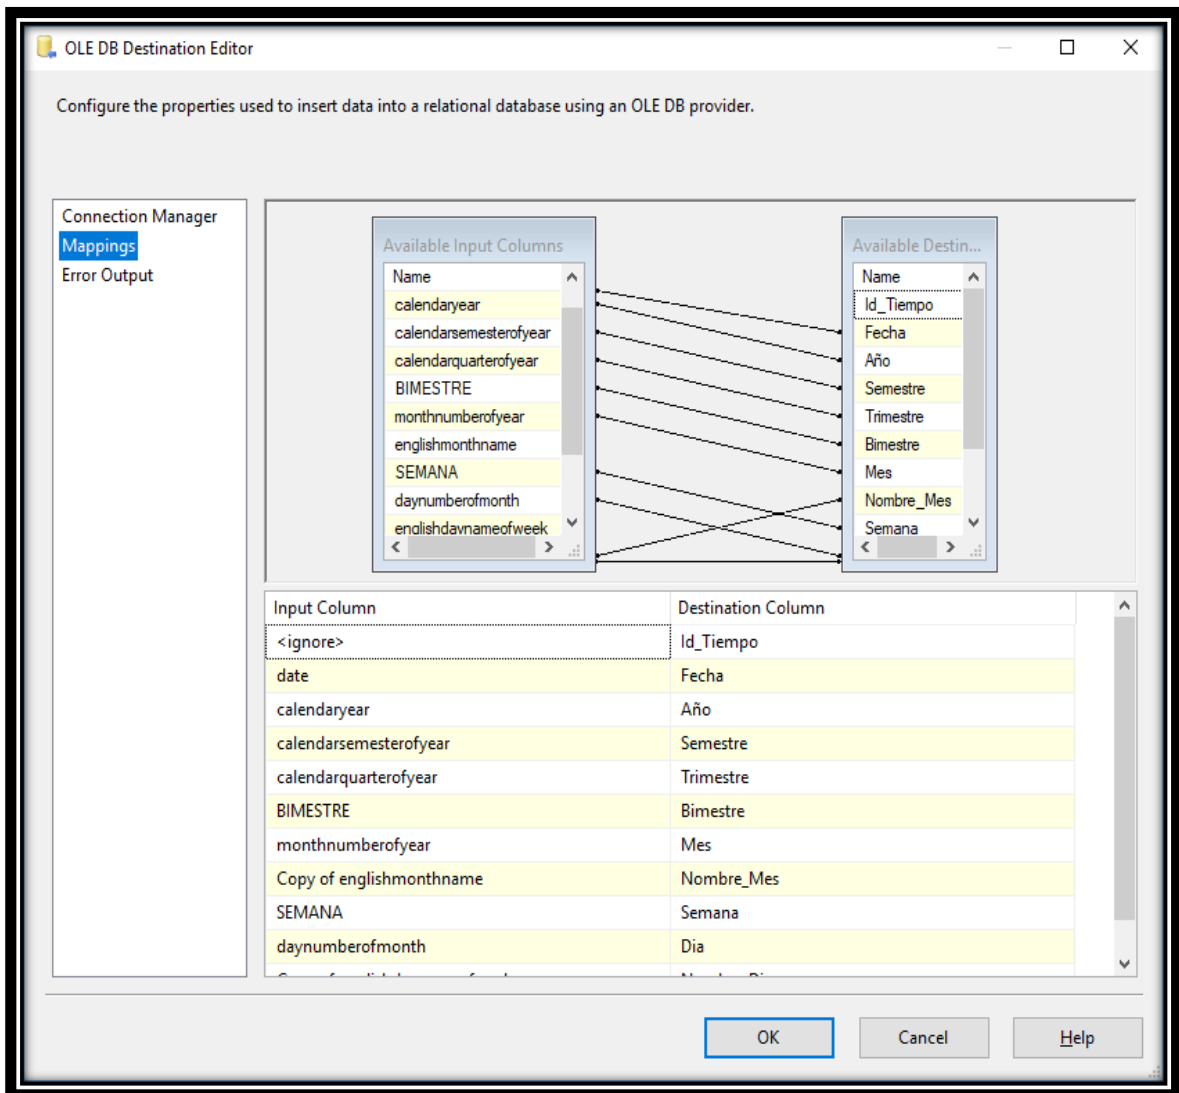 OLE DB Destination Editor
Configure the properties used to insert data into a relational database using an OLE DB provider.
Connection Manager
Mappings
Error Output
Available Input Columns
Name
calendaryear
calendarsemesterofyear
calendarquarterofyear
BIMESTRE
monthnumberofyear
englishmonthname
SEMANA
daynumberofmonth
englishdaynameofweek
Available Destin...
Name
Id_Tiempo
Fecha
Año
Semestre
Trimestre
Bimestre
Mes
Nombre_Mes
Semana
Input Column Destination Column
<ignore> Id_Tiempo
date Fecha
calendaryear Año
calendarsemesterofyear Semestre
calendarquarterofyear Trimestre
BIMESTRE Bimestre
monthnumberofyear Mes
Copy of englishmonthname Nombre_Mes
SEMANA Semana
daynumberofmonth Dia
OK Cancel Help